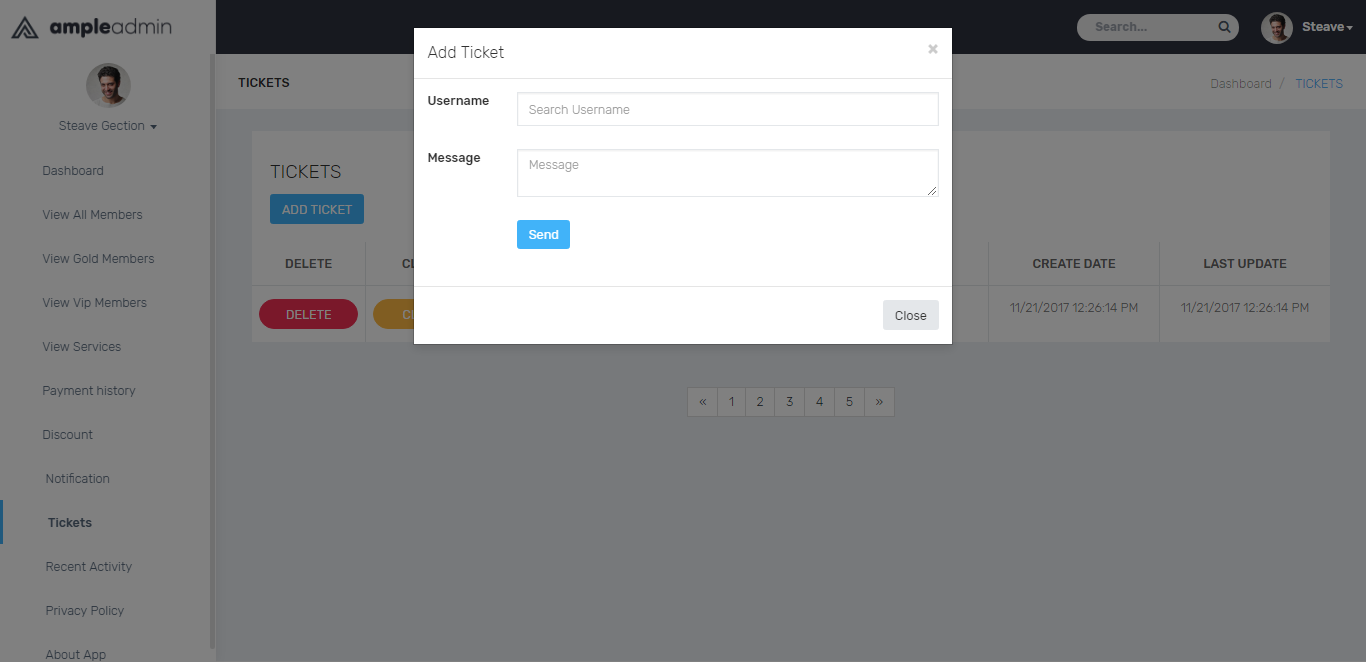 ampleadmin
Search...
Steave
Steave Gection
Dashboard
View All Members
View Gold Members
View Vip Members
View Services
Payment history
Discount
Notification
Tickets
Recent Activity
Privacy Policy
About App
TICKETS
Dashboard / TICKETS
TICKETS
ADD TICKET
DELETE CL CREATE DATE LAST UPDATE
DELETE CL 11/21/2017 12:26:14 PM 11/21/2017 12:26:14 PM
« 1 2 3 4 5 »
Add Ticket ×
Username Search Username
Message Message
Send
Close